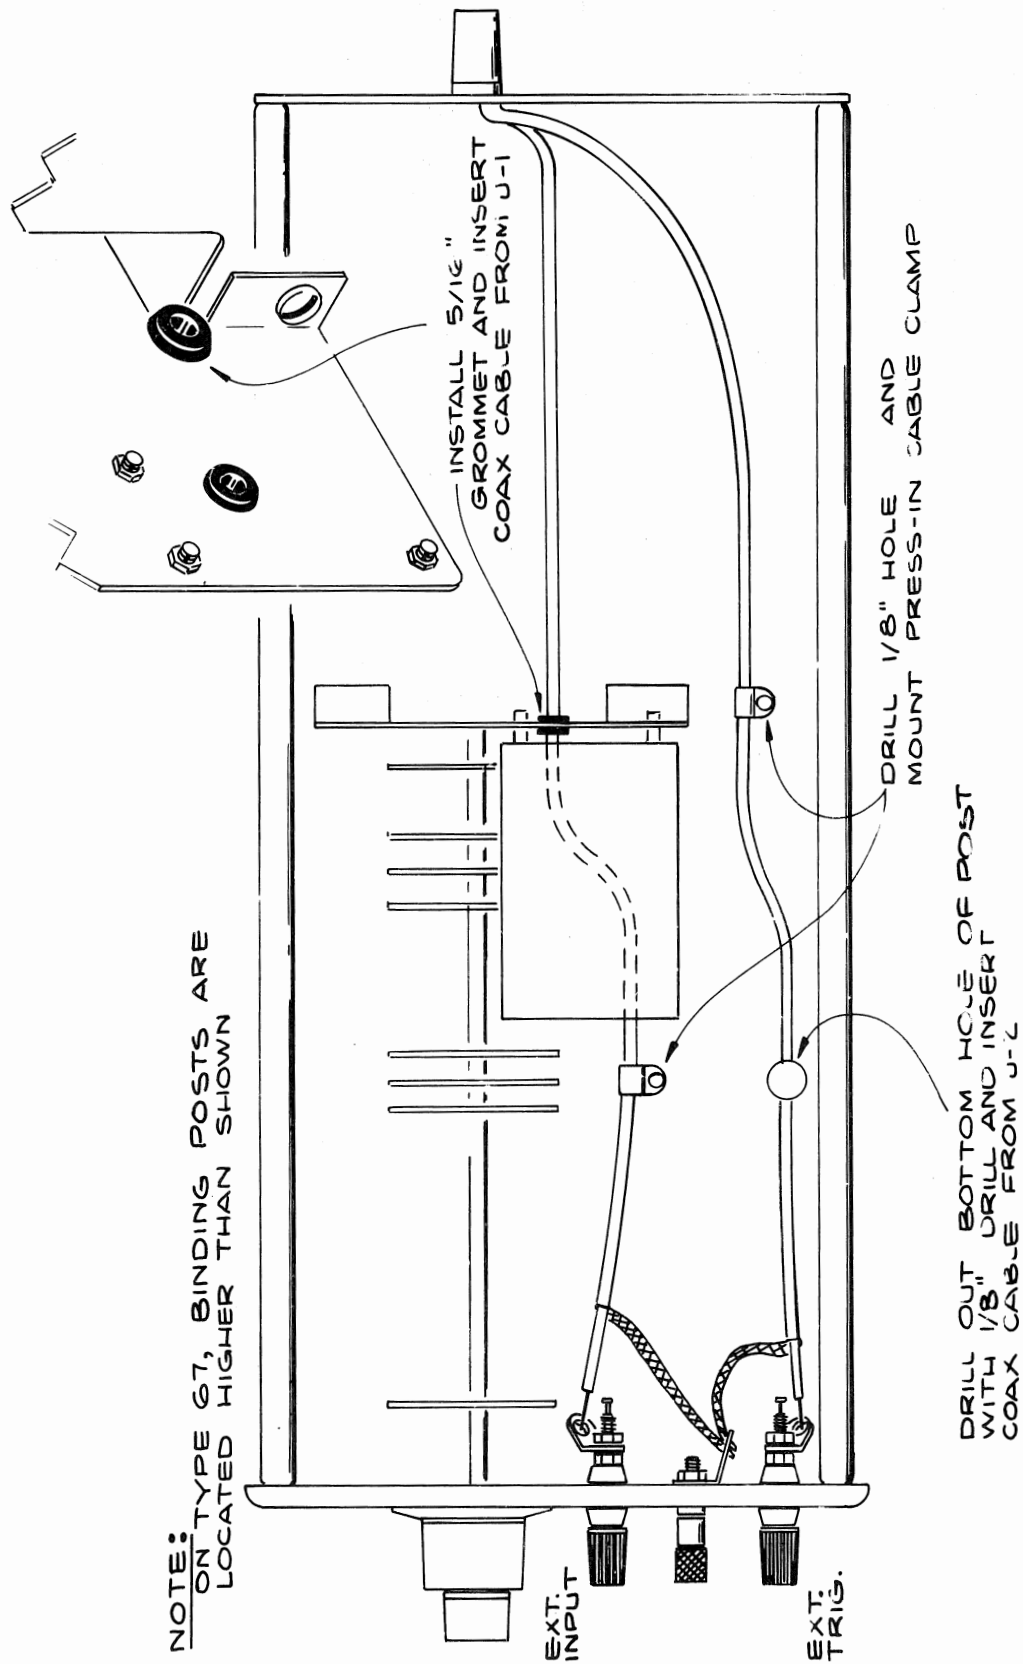 NOTE:
ON TYPE 67, BINDING POSTS ARE
LOCATED HIGHER THAN SHOWN
INSTALL 5/16"
GROMMET AND INSERT
COAX CABLE FROM J-1
DRILL 1/8" HOLE AND
MOUNT PRESS-IN CABLE CLAMP
DRILL OUT BOTTOM HOLE OF POST
WITH 1/8" DRILL AND INSERT
COAX CABLE FROM J-2
EXT.
INPUT
EXT.
TRIG.